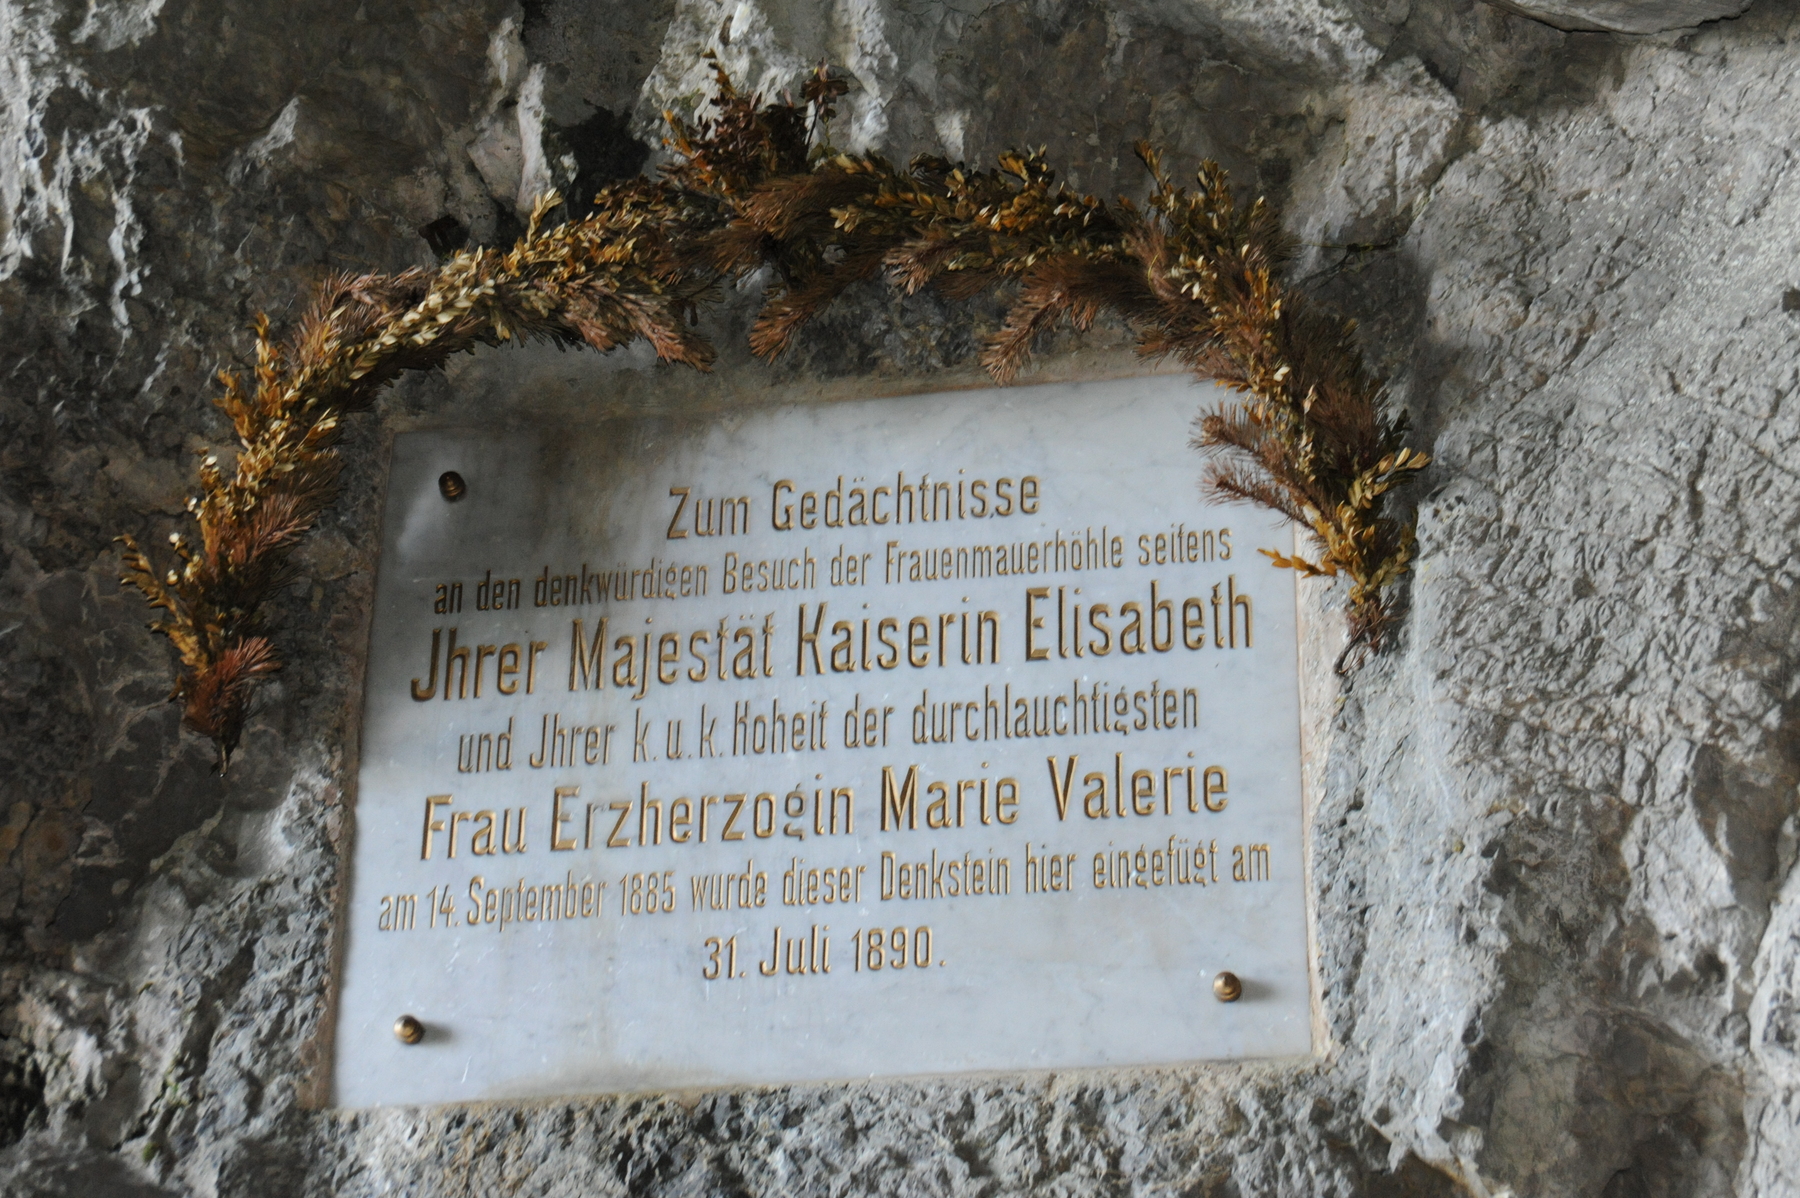 Zum Gedächtnisse
an den denkwürdigen Besuch der Frauenmauerhöhle seitens
Jhrer Majestät Kaiserin Elisabeth
und Jhrer k. u. k. Hoheit der durchlauchtigsten
Frau Erzherzogin Marie Valerie
am 14. September 1885 wurde dieser Denkstein hier eingefügt am
31. Juli 1890.